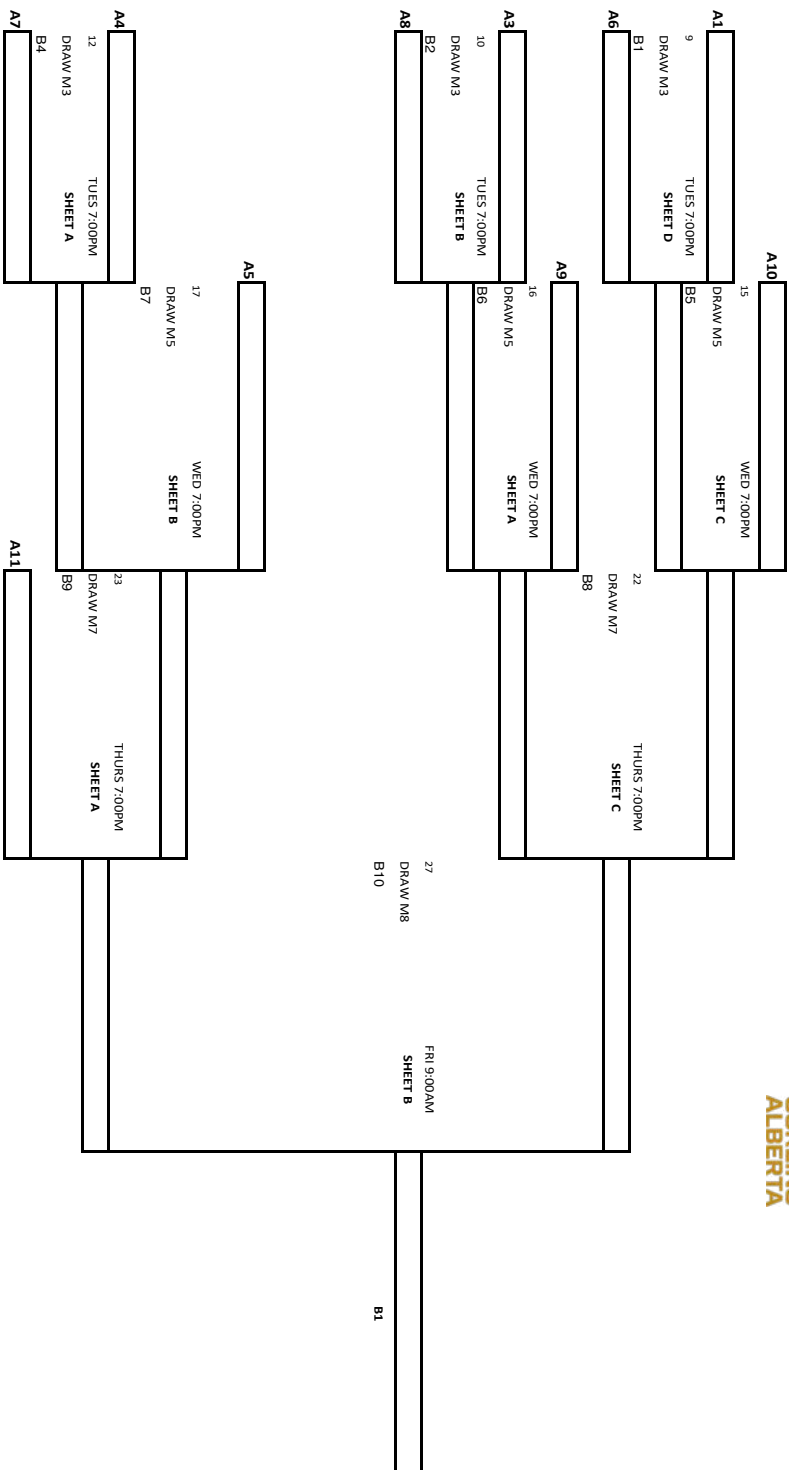 ALBERTA
A10
A1
15
WED 7:00PM
9
TUES 7:00PM
DRAW M5
SHEET C
DRAW M3
SHEET D
B5
B1
A6
22
THURS 7:00PM
DRAW M7
SHEET C
B8
A9
16
WED 7:00PM
A3
DRAW M5
SHEET A
10
TUES 7:00PM
B6
DRAW M3
SHEET B
B2
A8
27
FRI 9:00AM
DRAW M8
SHEET B
B10
B1
A5
17
WED 7:00PM
DRAW M5
SHEET B
B7
A4
23
THURS 7:00PM
12
TUES 7:00PM
DRAW M7
SHEET A
DRAW M3
SHEET A
B9
B4
A7
A11